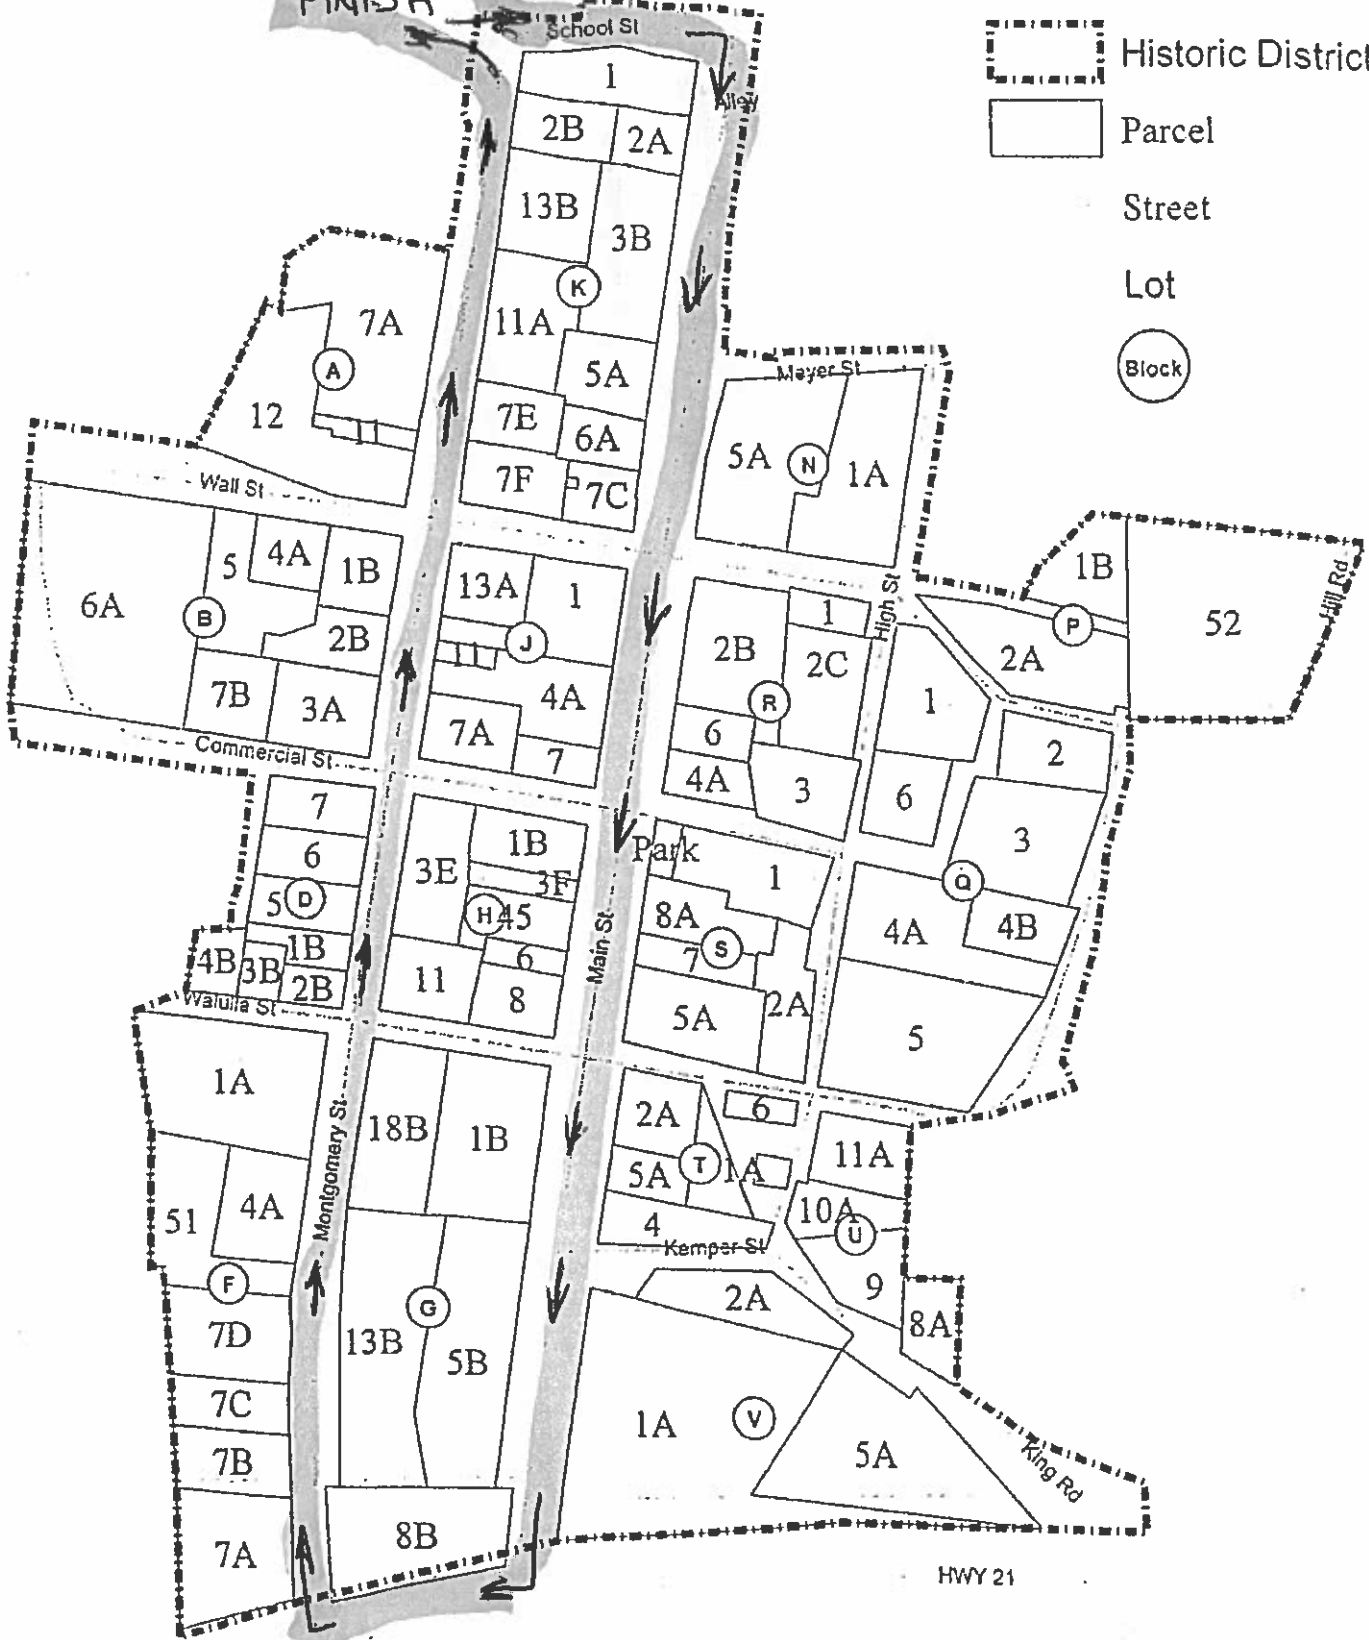 FINISH
School St
Alley
1
2B
2A
13B
3B
K
11A
5A
7E
6A
7F
7C
Historic District
Parcel
Street
Lot
Block
7A
A
12
11
Wall St
Mayer St
5A
N
1A
6A
5
4A
1B
B
2B
7B
3A
Commercial St
13A
1
J
11
4A
7A
7
High St
1
2B
2C
R
6
4A
3
1B
P
52
Hill Rd
2A
1
2
6
3
Q
4A
4B
5
7
6
5
D
1B
4B
3B
2B
Walulla St
3E
1B
3F
H
45
6
11
8
Main St
Park
1
8A
S
7
2A
5A
1A
51
4A
F
7D
7C
7B
7A
Montgomery St
18B
1B
G
13B
5B
8B
2A
6
T
1A
5A
4
Kemper St
11A
10A
U
9
8A
2A
1A
V
5A
King Rd
HWY 21